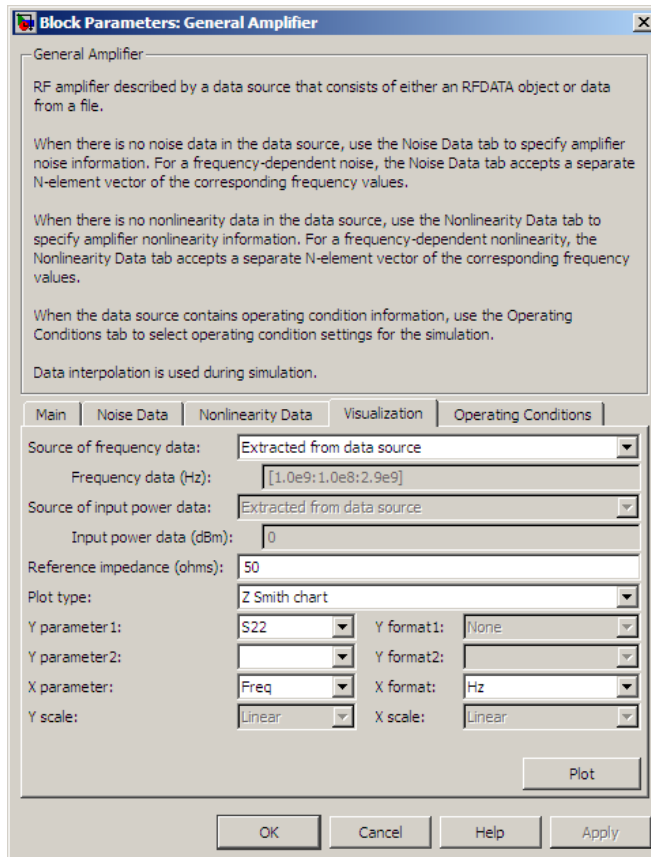 Block Parameters: General Amplifier
General Amplifier
RF amplifier described by a data source that consists of either an RFDATA object or data
from a file.
When there is no noise data in the data source, use the Noise Data tab to specify amplifier
noise information. For a frequency-dependent noise, the Noise Data tab accepts a separate
N-element vector of the corresponding frequency values.
When there is no nonlinearity data in the data source, use the Nonlinearity Data tab to
specify amplifier nonlinearity information. For a frequency-dependent nonlinearity, the
Nonlinearity Data tab accepts a separate N-element vector of the corresponding frequency
values.
When the data source contains operating condition information, use the Operating
Conditions tab to select operating condition settings for the simulation.
Data interpolation is used during simulation.
Main Noise Data Nonlinearity Data Visualization Operating Conditions
Source of frequency data: Extracted from data source
Frequency data (Hz): [1.0e9:1.0e8:2.9e9]
Source of input power data: Extracted from data source
Input power data (dBm): 0
Reference impedance (ohms): 50
Plot type: Z Smith chart
Y parameter1: S22 Y format1: None
Y parameter2: Y format2:
X parameter: Freq X format: Hz
Y scale: Linear X scale: Linear
Plot
OK Cancel Help Apply